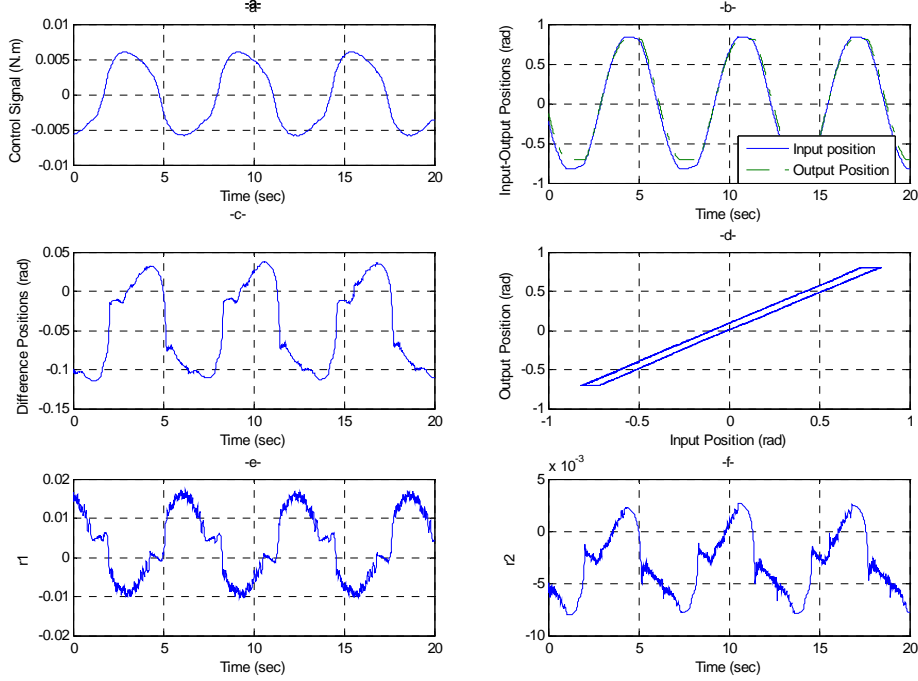 -a-
Control Signal (N.m)
0.01
0.005
0
-0.005
-0.01
0 5 10 15 20
Time (sec)
-b-
Input-Output Positions (rad)
1
0.5
0
-0.5
-1
Input position
Output Position
0 5 10 15 20
Time (sec)
-c-
Difference Positions (rad)
0.05
0
-0.05
-0.1
-0.15
0 5 10 15 20
Time (sec)
-d-
Output Position (rad)
1
0.5
0
-0.5
-1
-1 -0.5 0 0.5 1
Input Position (rad)
-e-
r1
0.02
0.01
0
-0.01
-0.02
0 5 10 15 20
Time (sec)
-f-
x 10^-3
r2
5
0
-5
-10
0 5 10 15 20
Time (sec)